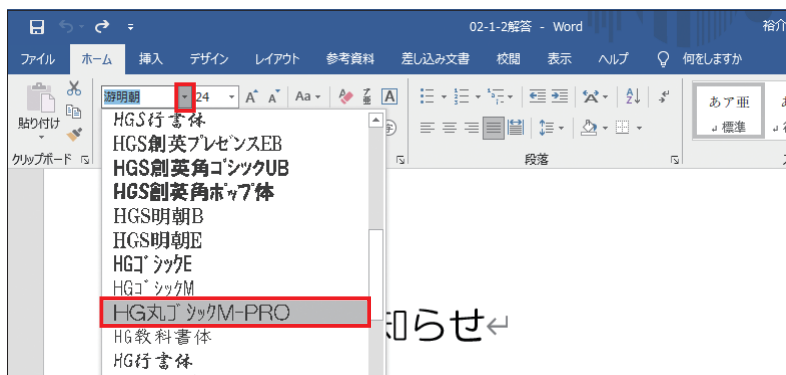 02-1-2解答 - Word
裕介
ファイル ホーム 挿入 デザイン レイアウト 参考資料 差し込み文書 校閲 表示 ヘルプ 何をしますか
游明朝 24 A A Aa A
貼り付け
あア亜
標準
クリップボード 段落
HGS行書体
HGS創英プレゼンスEB
HGS創英角ゴシックUB
HGS創英角ポップ体
HGS明朝B
HGS明朝E
HGゴシックE
HGゴシックM
HG丸ゴシックM-PRO
HG教科書体
HG行書体
知らせ↵